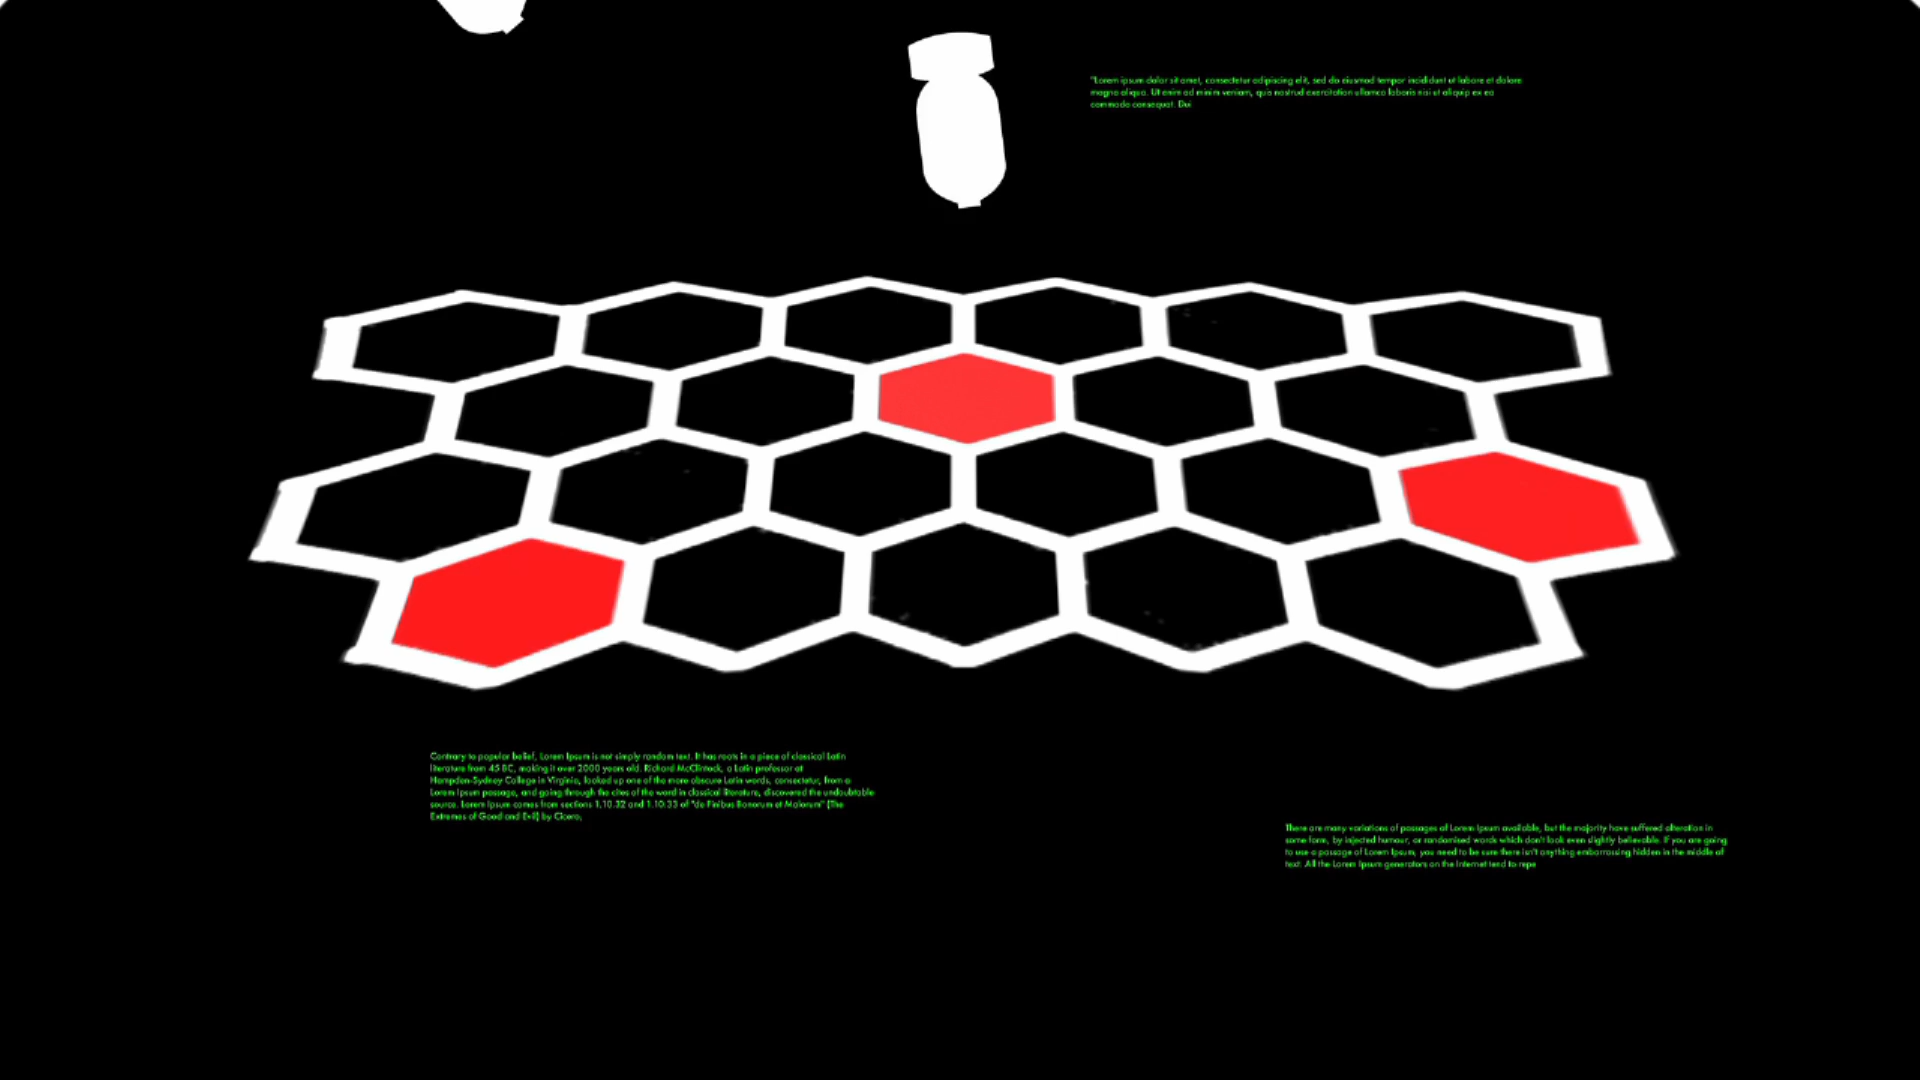 "Lorem ipsum dolor sit amet, consectetur adipiscing elit, sed do eiusmod tempor incididunt ut labore et dolore
magna aliqua. Ut enim ad minim veniam, quis nostrud exercitation ullamco laboris nisi ut aliquip ex ea
commodo consequat. Dui
Contrary to popular belief, Lorem Ipsum is not simply random text. It has roots in a piece of classical Latin
literature from 45 BC, making it over 2000 years old. Richard McClintock, a Latin professor at
Hampden-Sydney College in Virginia, looked up one of the more obscure Latin words, consectetur, from a
Lorem Ipsum passage, and going through the cites of the word in classical literature, discovered the undoubtable
source. Lorem Ipsum comes from sections 1.10.32 and 1.10.33 of "de Finibus Bonorum et Malorum" (The
Extremes of Good and Evil) by Cicero,
There are many variations of passages of Lorem Ipsum available, but the majority have suffered alteration in
some form, by injected humour, or randomised words which don't look even slightly believable. If you are going
to use a passage of Lorem Ipsum, you need to be sure there isn't anything embarrassing hidden in the middle of
text. All the Lorem Ipsum generators on the Internet tend to repe